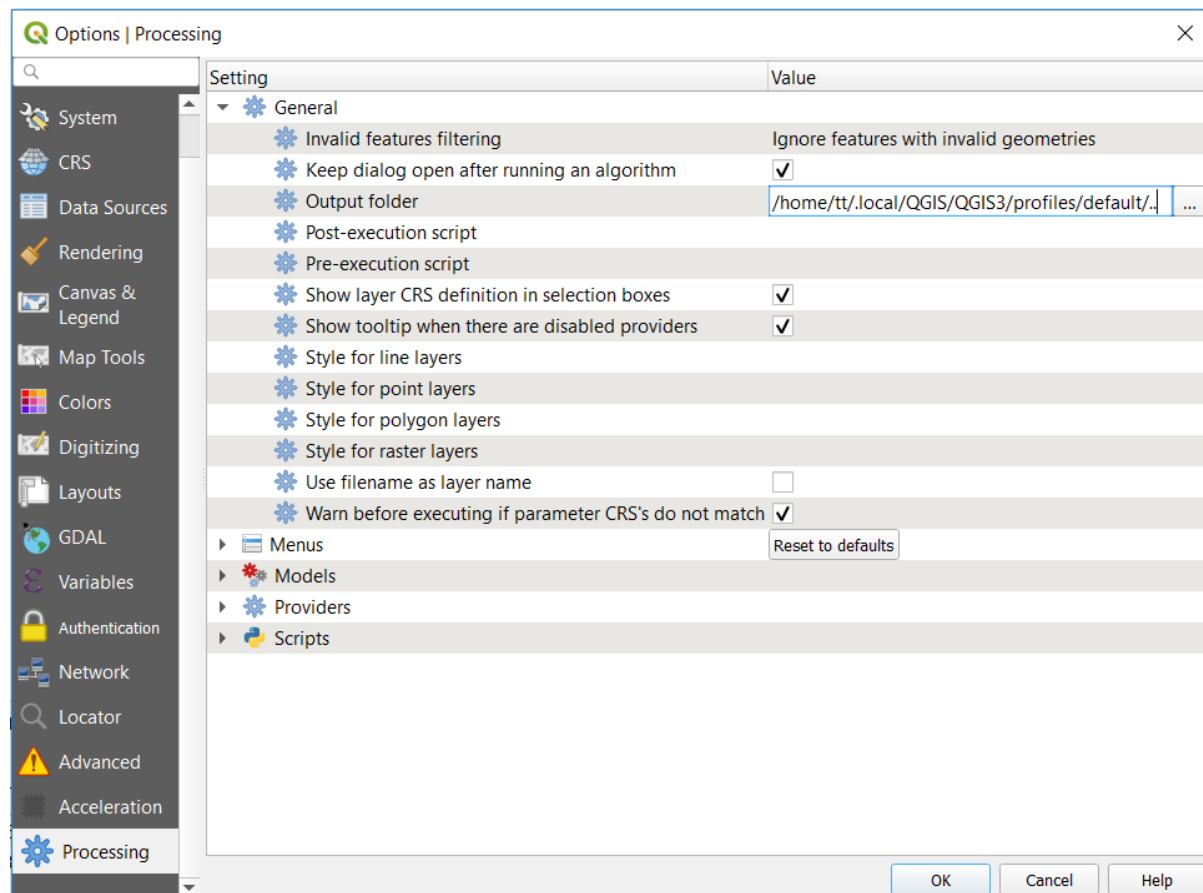 Options | Processing
System
CRS
Data Sources
Rendering
Canvas &
Legend
Map Tools
Colors
Digitizing
Layouts
GDAL
Variables
Authentication
Network
Locator
Advanced
Acceleration
Processing
Setting Value
General
Invalid features filtering Ignore features with invalid geometries
Keep dialog open after running an algorithm
Output folder /home/tt/.local/QGIS/QGIS3/profiles/default/.. ...
Post-execution script
Pre-execution script
Show layer CRS definition in selection boxes
Show tooltip when there are disabled providers
Style for line layers
Style for point layers
Style for polygon layers
Style for raster layers
Use filename as layer name
Warn before executing if parameter CRS's do not match
Menus Reset to defaults
Models
Providers
Scripts
OK Cancel Help